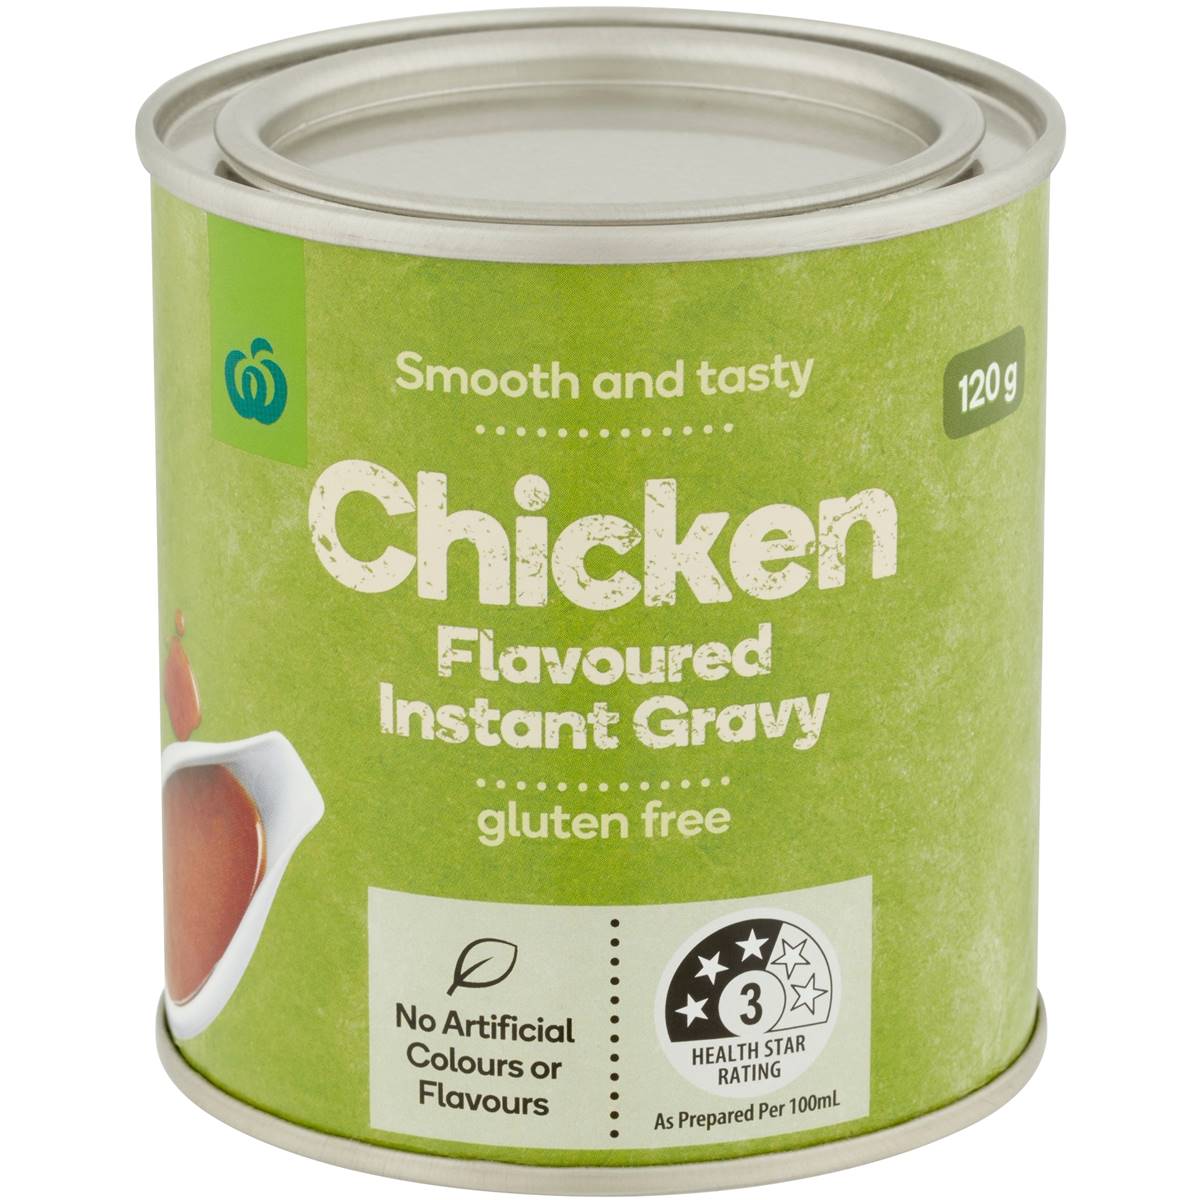 Smooth and tasty
120g
Chicken
Flavoured
Instant Gravy
gluten free
No Artificial
Colours or
Flavours
3
HEALTH STAR
RATING
As Prepared Per 100mL